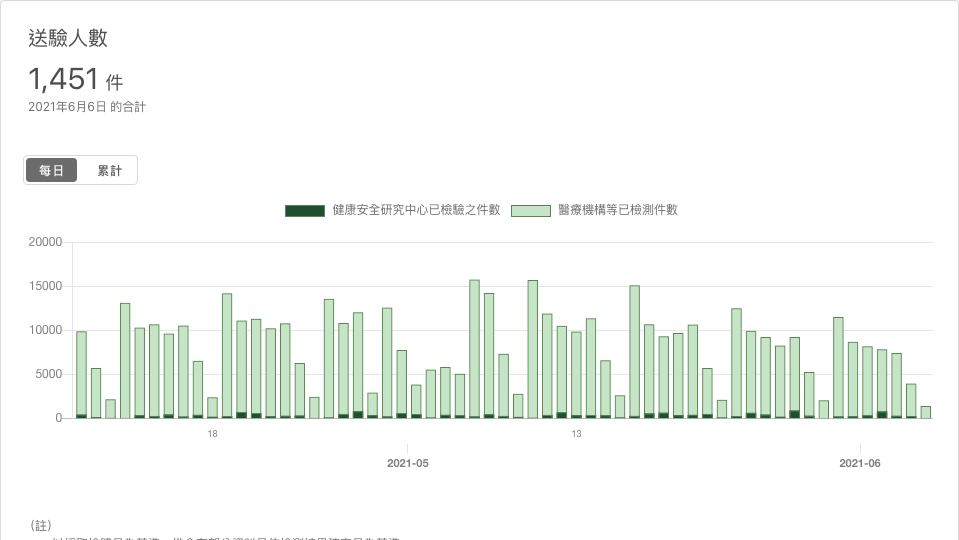 送驗人數
1,451 件
2021年6月6日 的合計
每日 累計
健康安全研究中心已檢驗之件數 醫療機構等已檢測件數
20000
15000
10000
5000
0
18 13
2021-05 2021-06
(註)